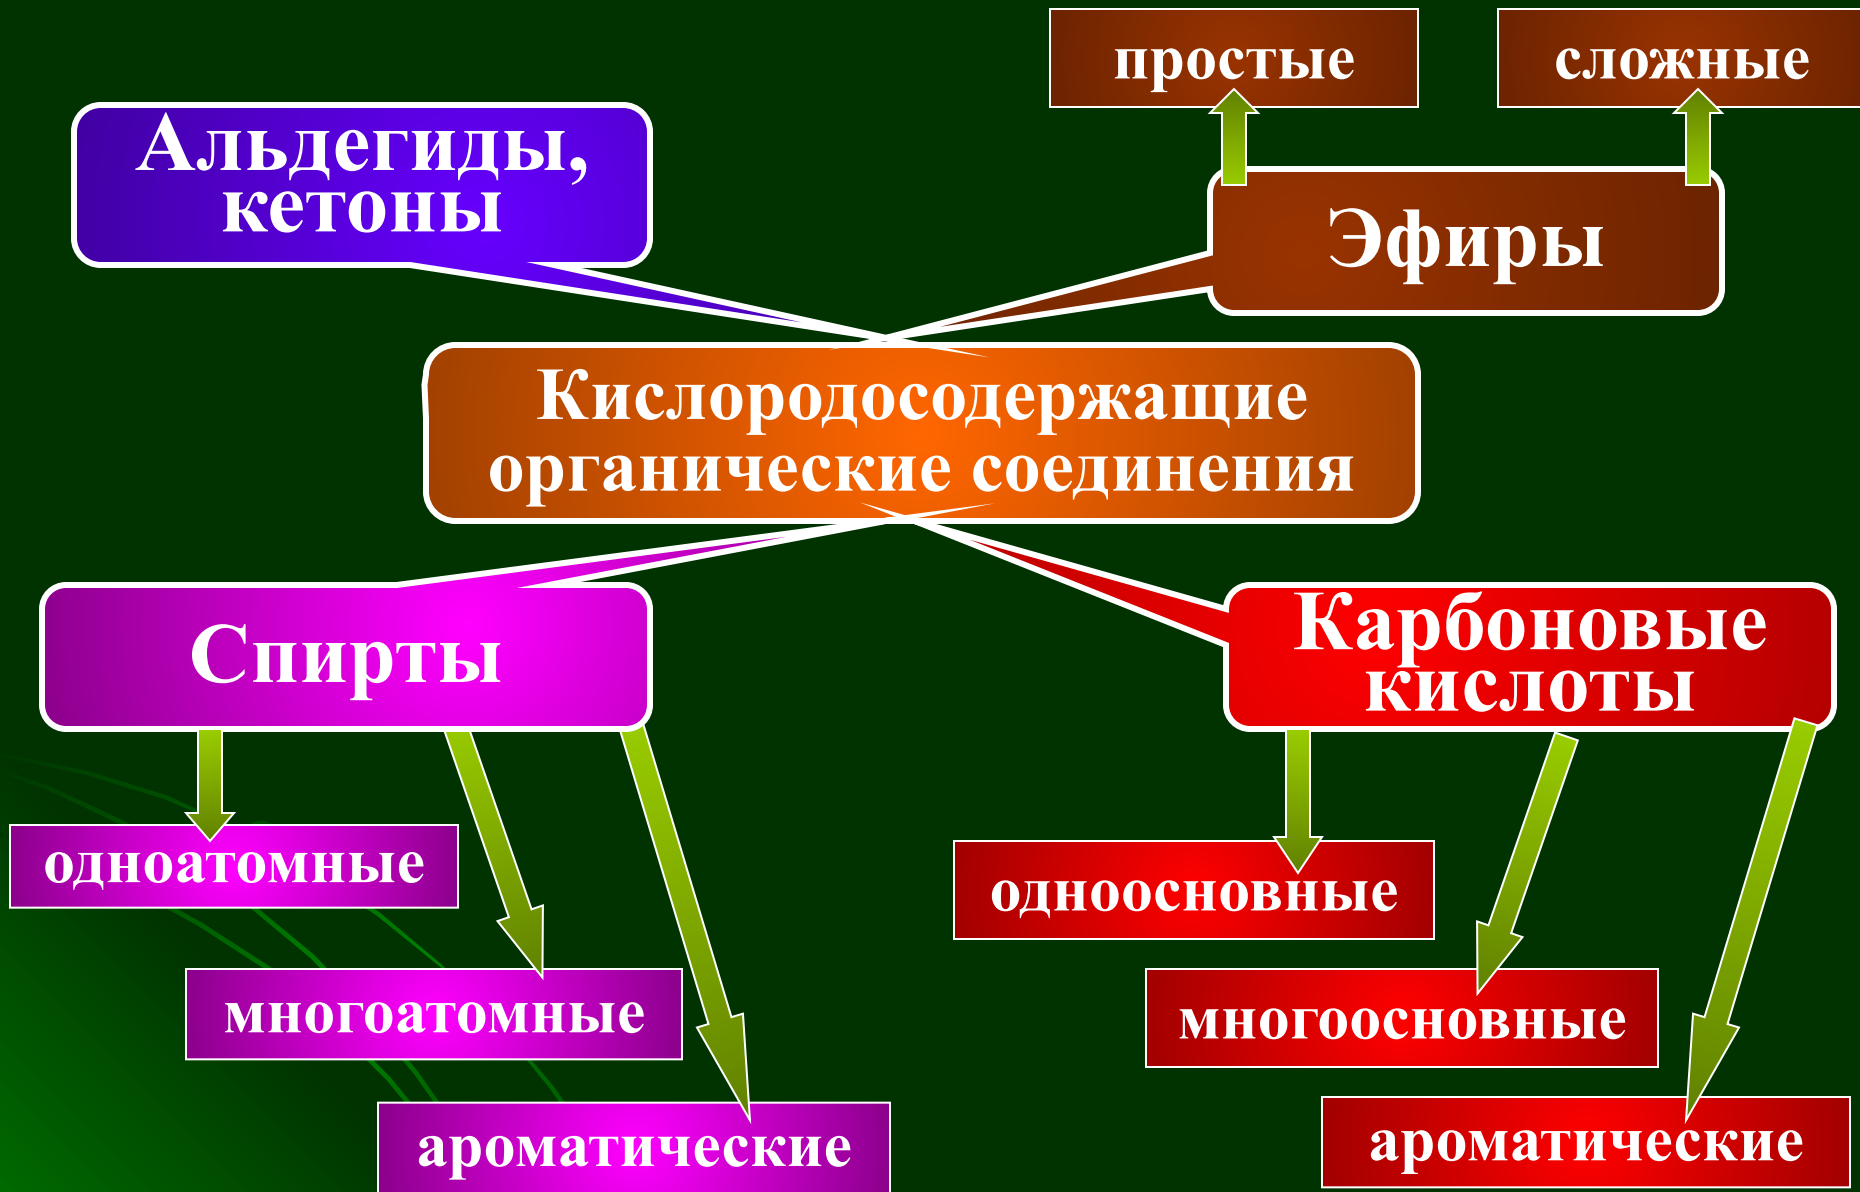 простые
сложные
Альдегиды,
кетоны
Эфиры
Кислородосодержащие
органические соединения
Спирты
Карбоновые
кислоты
одноатомные
одноосновные
многоатомные
многоосновные
ароматические
ароматические